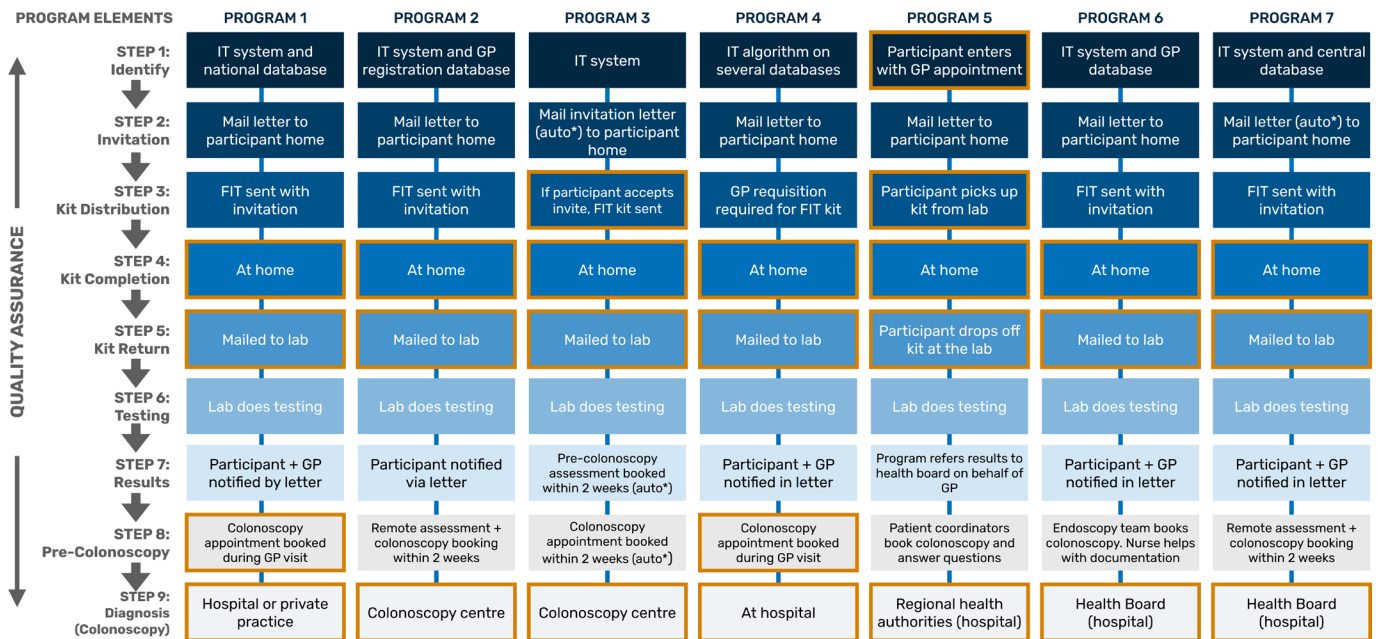 PROGRAM ELEMENTS
PROGRAM 1
PROGRAM 2
PROGRAM 3
PROGRAM 4
PROGRAM 5
PROGRAM 6
PROGRAM 7
QUALITY ASSURANCE
STEP 1:
Identify
IT system and
national database
IT system and GP
registration database
IT system
IT algorithm on
several databases
Participant enters
with GP appointment
IT system and GP
database
IT system and central
database
STEP 2:
Invitation
Mail letter to
participant home
Mail letter to
participant home
Mail invitation letter
(auto*) to participant
home
Mail letter to
participant home
Mail letter to
participant home
Mail letter to
participant home
Mail letter (auto*) to
participant home
STEP 3:
Kit Distribution
FIT sent with
invitation
FIT sent with
invitation
If participant accepts
invite, FIT kit sent
GP requisition
required for FIT kit
Participant picks up
kit from lab
FIT sent with
invitation
FIT sent with
invitation
STEP 4:
Kit Completion
At home
At home
At home
At home
At home
At home
At home
STEP 5:
Kit Return
Mailed to lab
Mailed to lab
Mailed to lab
Mailed to lab
Participant drops off
kit at the lab
Mailed to lab
Mailed to lab
STEP 6:
Testing
Lab does testing
Lab does testing
Lab does testing
Lab does testing
Lab does testing
Lab does testing
Lab does testing
STEP 7:
Results
Participant + GP
notified by letter
Participant notified
via letter
Pre-colonoscopy
assessment booked
within 2 weeks (auto*)
Participant + GP
notified in letter
Program refers results to
health board on behalf of
GP
Participant + GP
notified in letter
Participant + GP
notified in letter
STEP 8:
Pre-Colonoscopy
Colonoscopy
appointment booked
during GP visit
Remote assessment +
colonoscopy booking
within 2 weeks
Colonoscopy
appointment booked
within 2 weeks (auto*)
Colonoscopy
appointment booked
during GP visit
Patient coordinators
book colonoscopy and
answer questions
Endoscopy team books
colonoscopy. Nurse helps
with documentation
Remote assessment +
colonoscopy booking
within 2 weeks
STEP 9:
Diagnosis
(Colonoscopy)
Hospital or private
practice
Colonoscopy centre
Colonoscopy centre
At hospital
Regional health
authorities (hospital)
Health Board
(hospital)
Health Board
(hospital)